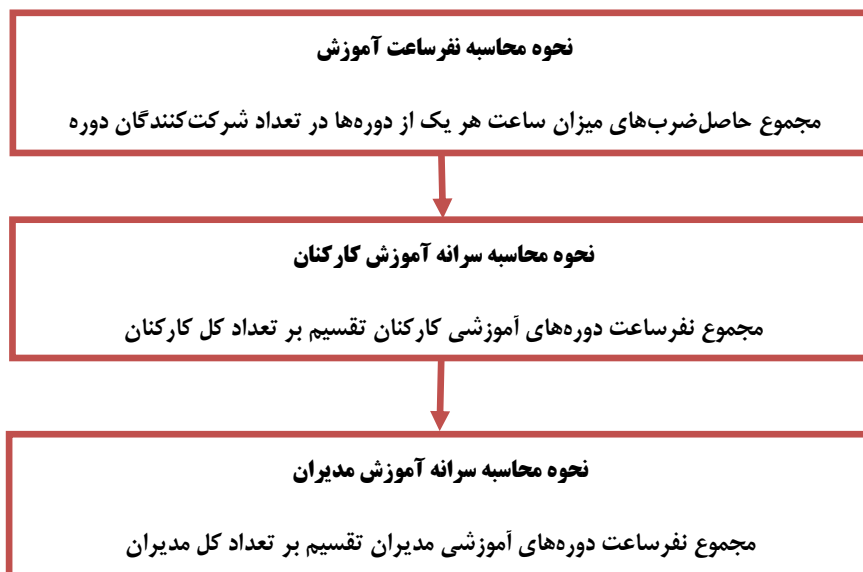 نحوه محاسبه نفرساعت آموزش
مجموع حاصل‌ضرب‌های میزان ساعت هر یک از دوره‌ها در تعداد شرکت‌کنندگان دوره
نحوه محاسبه سرانه آموزش کارکنان
مجموع نفرساعت دوره‌های آموزشی کارکنان تقسیم بر تعداد کل کارکنان
نحوه محاسبه سرانه آموزش مدیران
مجموع نفرساعت دوره‌های آموزشی مدیران تقسیم بر تعداد کل مدیران